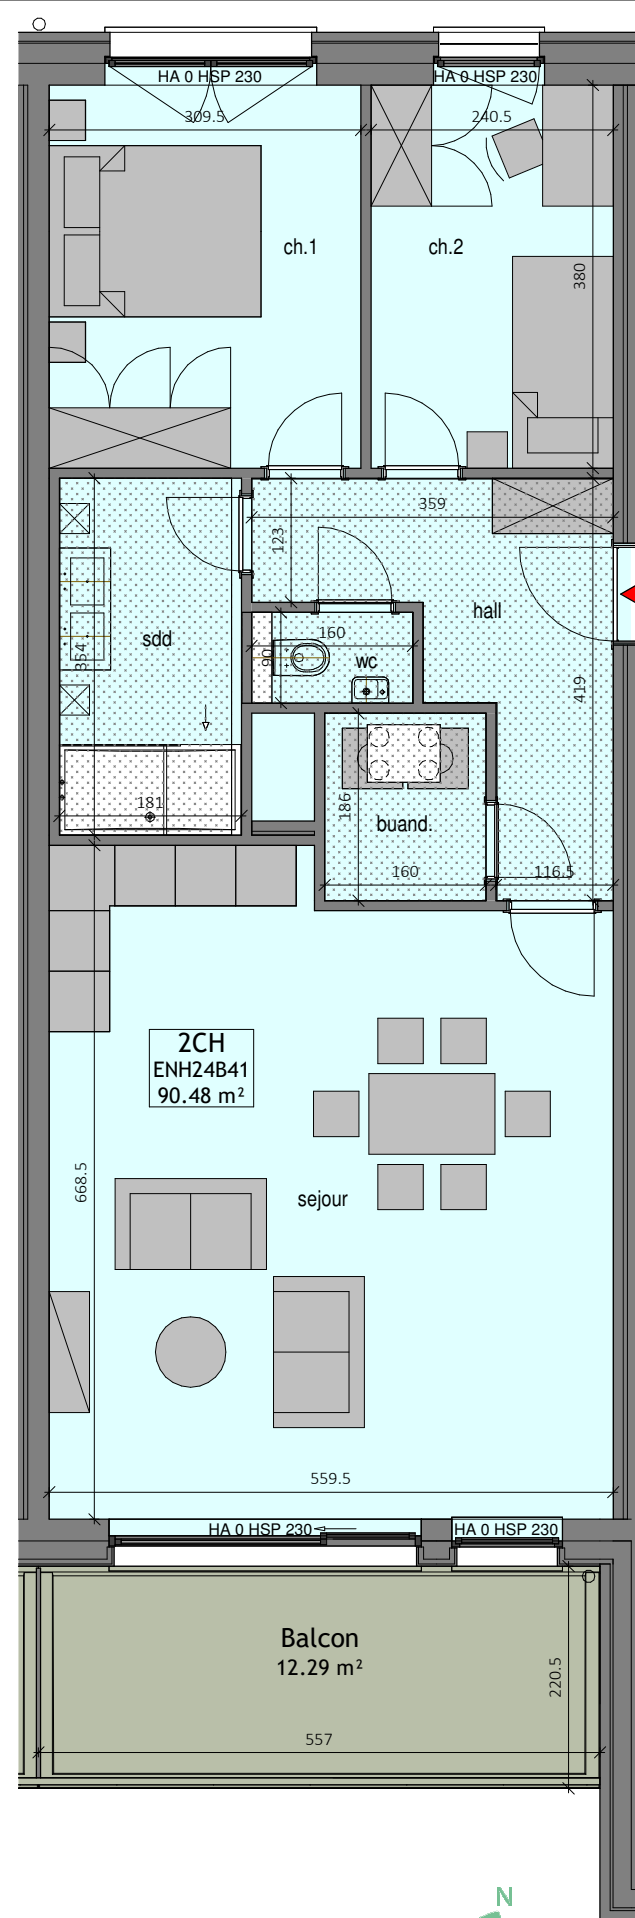 HA 0 HSP 230
HA 0 HSP 230
309.5
240.5
ch.1
ch.2
380
359
123
hall
sdd
354
160
90
wc
419
186
buand.
181
160
116.5
2CH
ENH24B41
90.48 m²
668.5
sejour
559.5
HA 0 HSP 230
HA 0 HSP 230
Balcon
12.29 m²
220.5
557
N